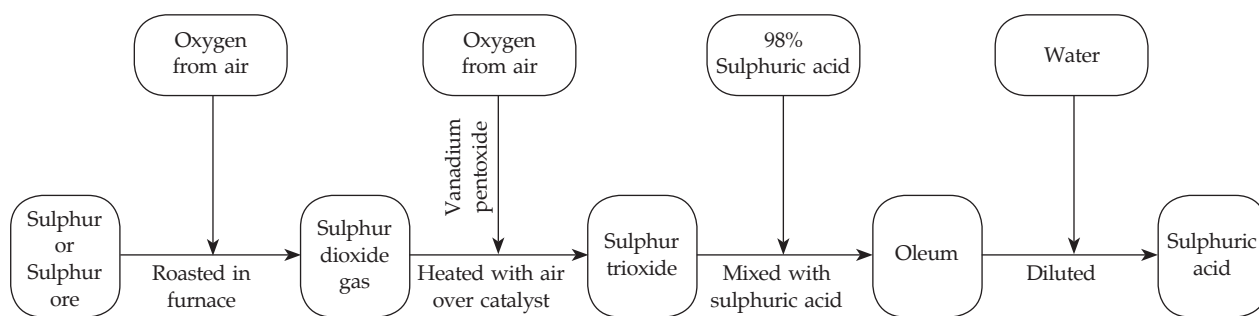 Oxygen
from air
Oxygen
from air
98%
Sulphuric acid
Water
Vanadium
pentoxide
Sulphur
or
Sulphur
ore
Roasted in
furnace
Sulphur
dioxide
gas
Heated with air
over catalyst
Sulphur
trioxide
Mixed with
sulphuric acid
Oleum
Diluted
Sulphuric
acid